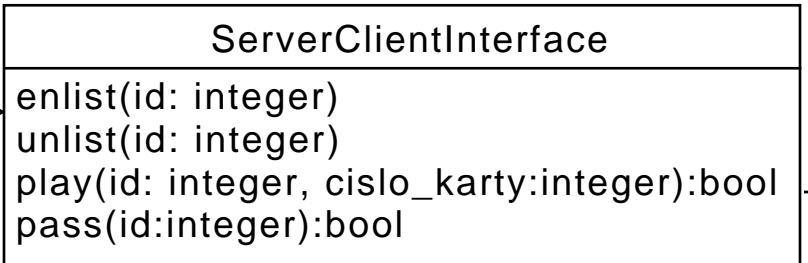 ServerClientInterface
enlist(id: integer)
unlist(id: integer)
play(id: integer, cislo_karty:integer):bool
pass(id:integer):bool